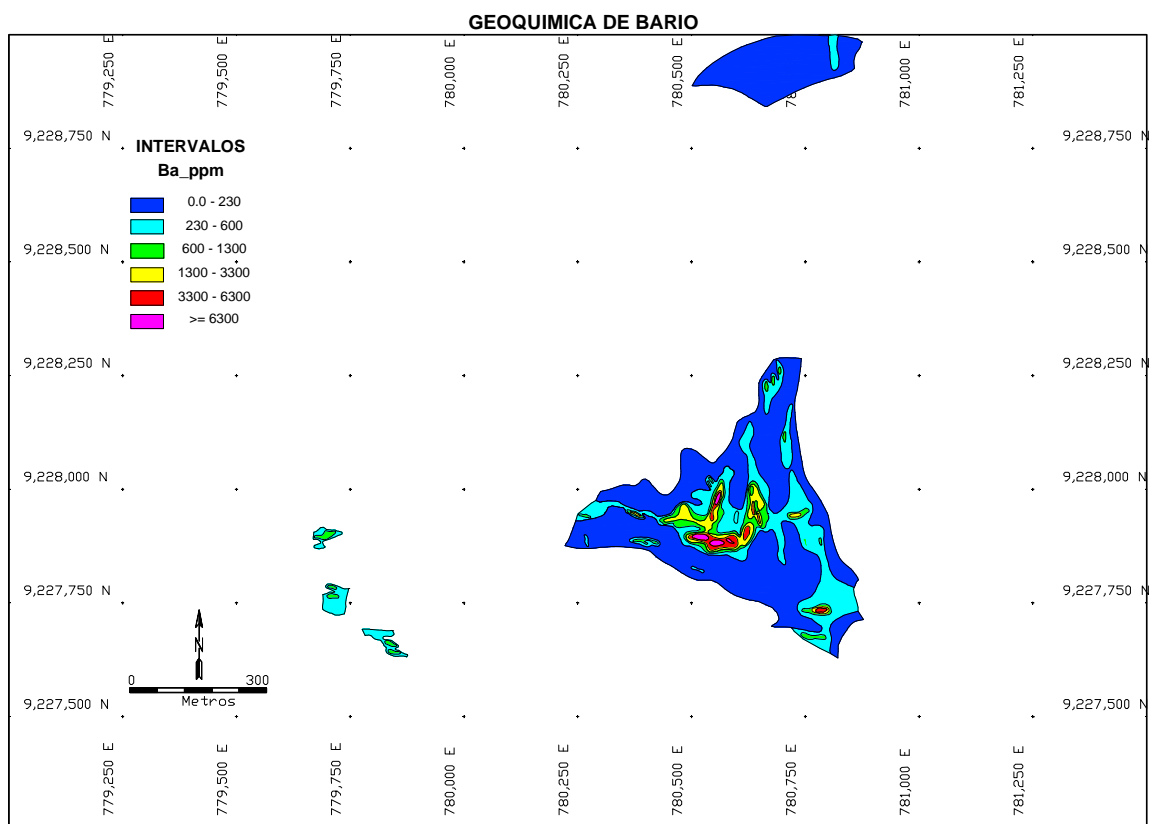 GEOQUIMICA DE BARIO
779,250 E
779,500 E
779,750 E
780,000 E
780,250 E
780,500 E
780,
E
781,000 E
781,250 E
9,228,750 N
9,228,750 N
INTERVALOS
Ba_ppm
0.0 - 230
230 - 600
600 - 1300
1300 - 3300
3300 - 6300
>= 6300
9,228,500 N
9,228,500 N
9,228,250 N
9,228,250 N
9,228,000 N
9,228,000 N
9,227,750 N
9,227,750 N
N
0 300
Metros
9,227,500 N
9,227,500 N
779,250 E
779,500 E
779,750 E
780,000 E
780,250 E
780,500 E
780,750 E
781,000 E
781,250 E